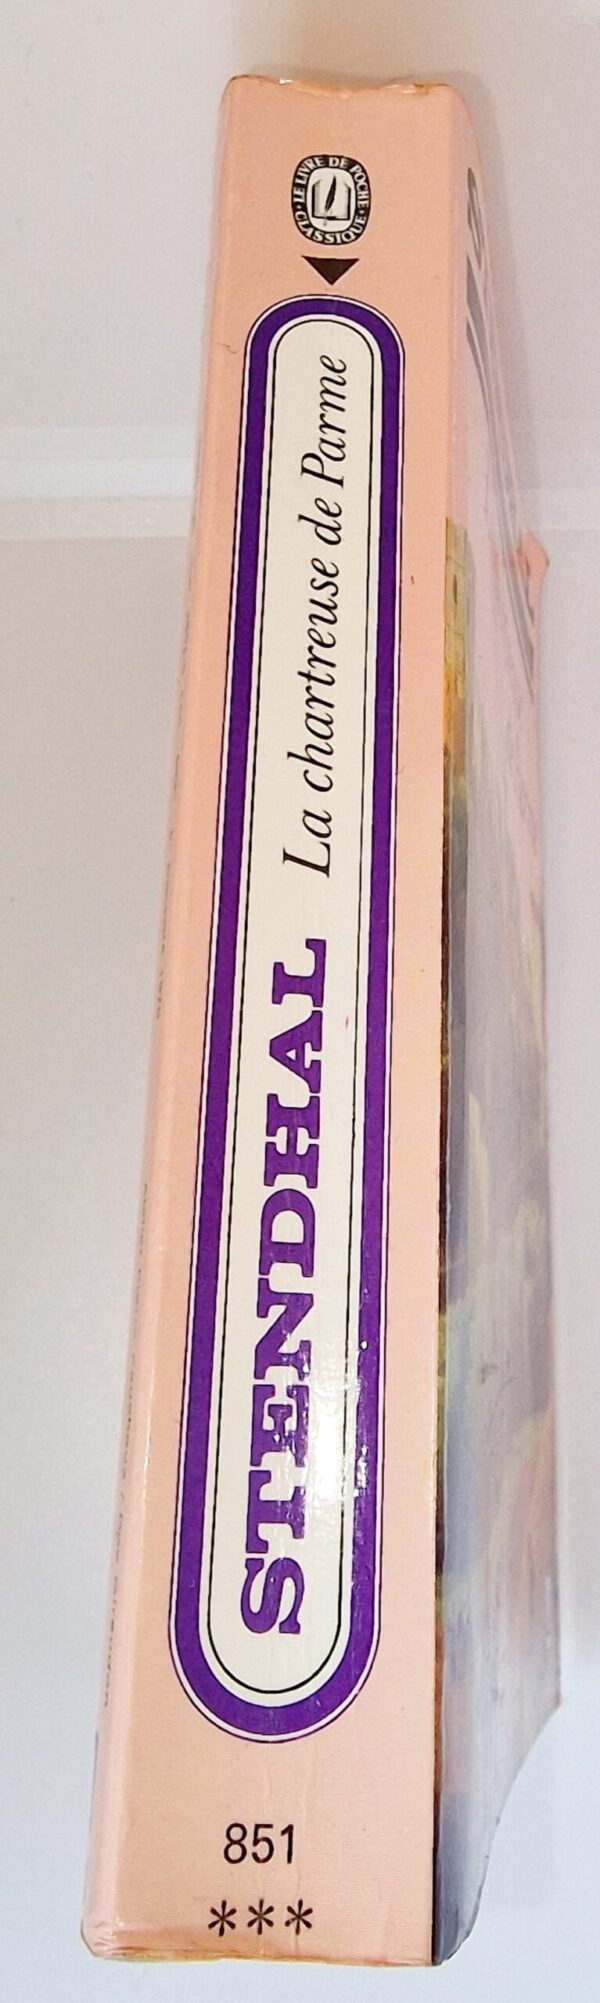 LE LIVRE DE POCHE
CLASSIQUE
STENDHAL La chartreuse de Parme
851
***